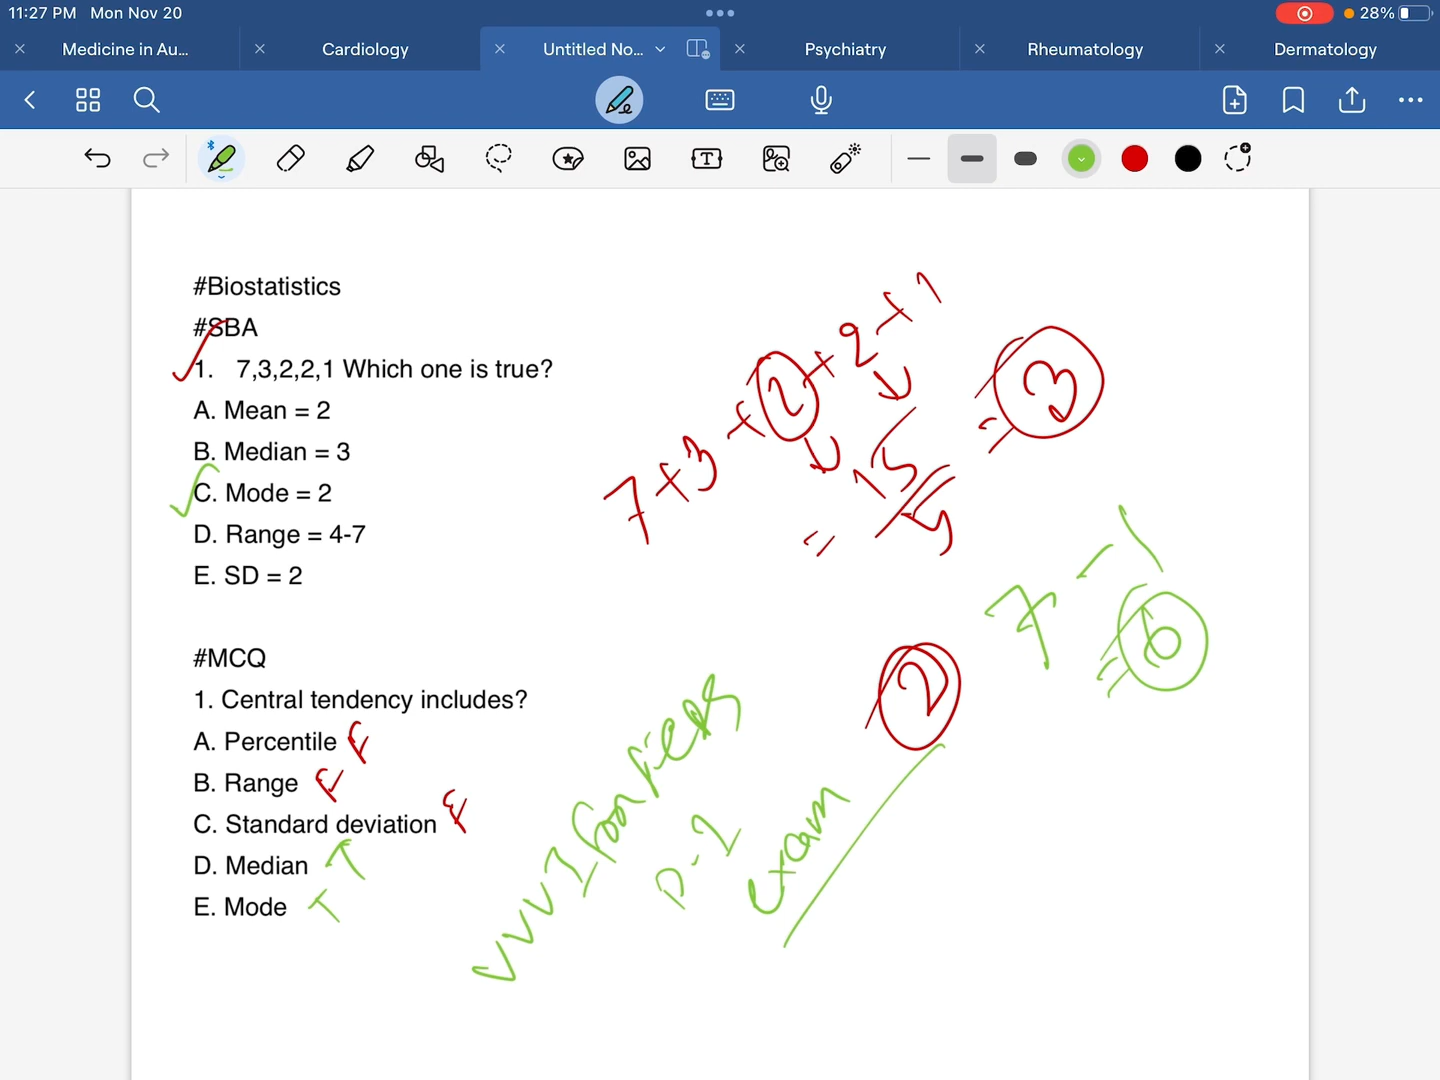 11:27 PM Mon Nov 20
28%
Medicine in Au...
Cardiology
Untitled No...
Psychiatry
Rheumatology
Dermatology
#Biostatistics
#SBA
1. 7,3,2,2,1 Which one is true?
A. Mean = 2
B. Median = 3
C. Mode = 2
D. Range = 4-7
E. SD = 2
7+3+2+2+1
= 15/5
= 3
7-1
= 6
2
#MCQ
1. Central tendency includes?
A. Percentile F
B. Range F
C. Standard deviation F
D. Median T
E. Mode T
VVVI for
P-1
exam